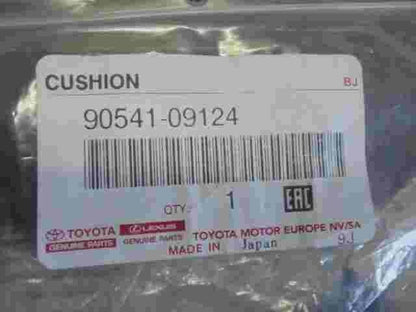 CUSHION BJ
90541-09124
QTY. 1 EAC
TOYOTA LEXUS TOYOTA MOTOR EUROPE NV/SA
GENUINE PARTS GENUINE PARTS MADE IN Japan 9J